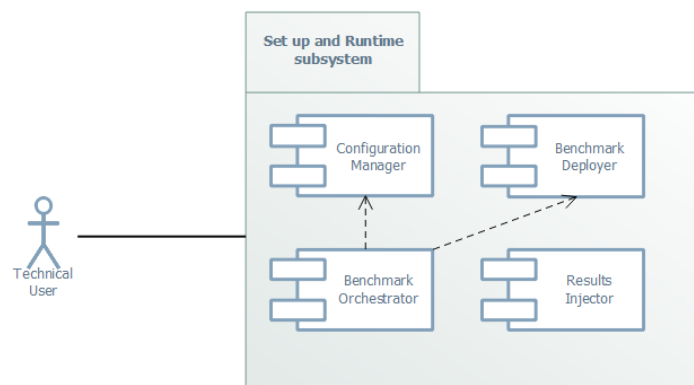 Set up and Runtime
subsystem
Configuration
Manager
Benchmark
Deployer
Technical
User
Benchmark
Orchestrator
Results
Injector